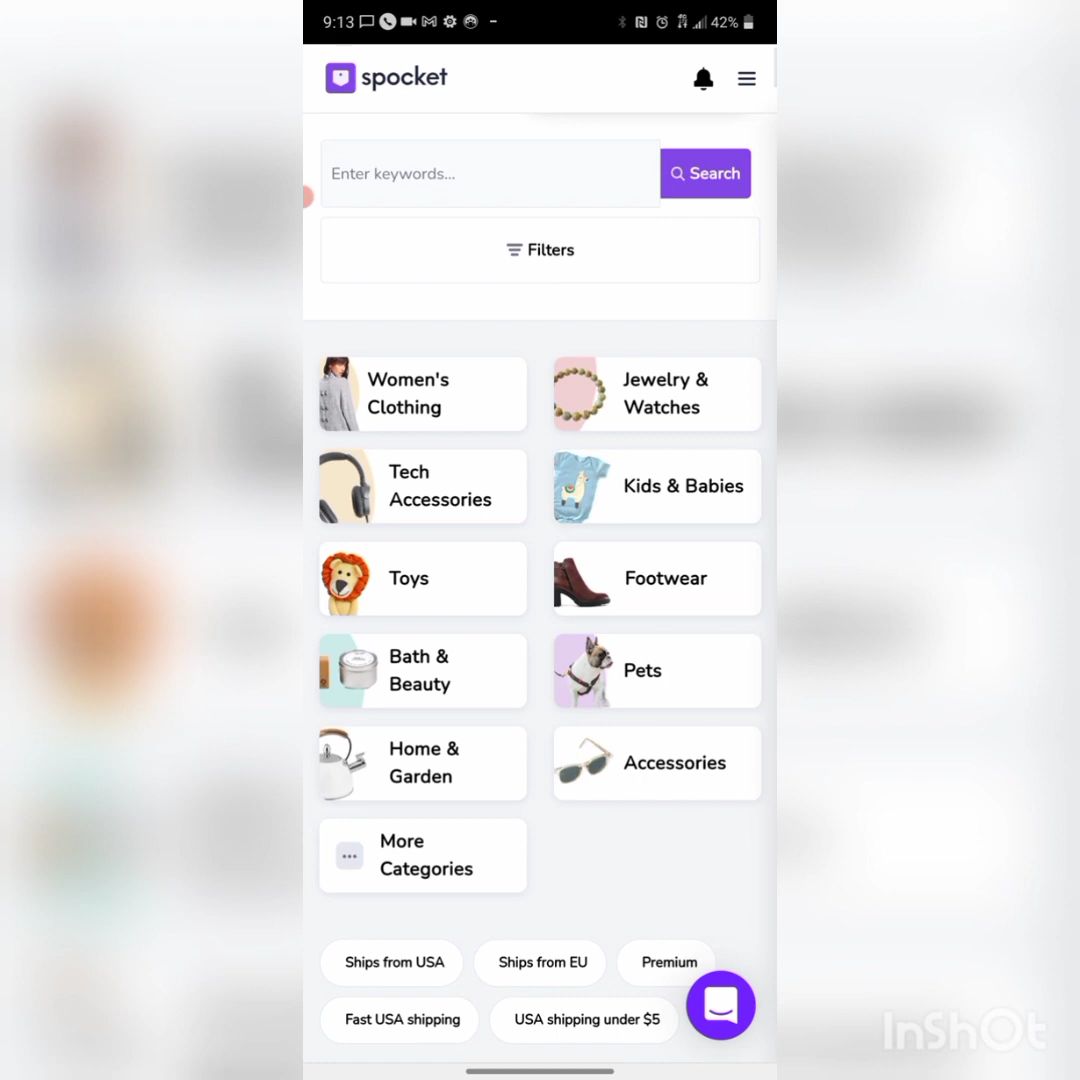 9:13 42%
spocket
Enter keywords...
Search
Filters
Women's
Clothing
Jewelry &
Watches
Tech
Accessories
Kids & Babies
Toys
Footwear
Bath &
Beauty
Pets
Home &
Garden
Accessories
More
Categories
Ships from USA
Ships from EU
Premium
Fast USA shipping
USA shipping under $5
InShOt